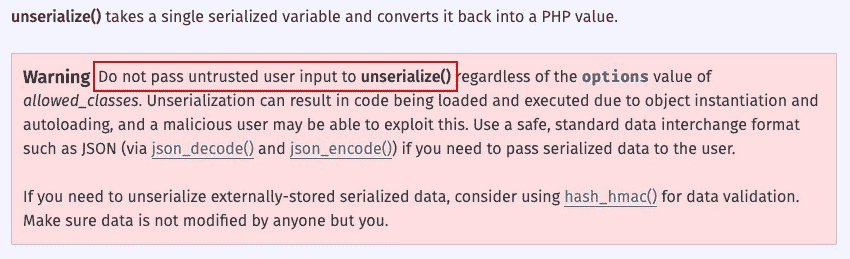 unserialize() takes a single serialized variable and converts it back into a PHP value.
Warning Do not pass untrusted user input to unserialize() regardless of the options value of
allowed_classes. Unserialization can result in code being loaded and executed due to object instantiation and
autoloading, and a malicious user may be able to exploit this. Use a safe, standard data interchange format
such as JSON (via json_decode() and json_encode()) if you need to pass serialized data to the user.
If you need to unserialize externally-stored serialized data, consider using hash_hmac() for data validation.
Make sure data is not modified by anyone but you.